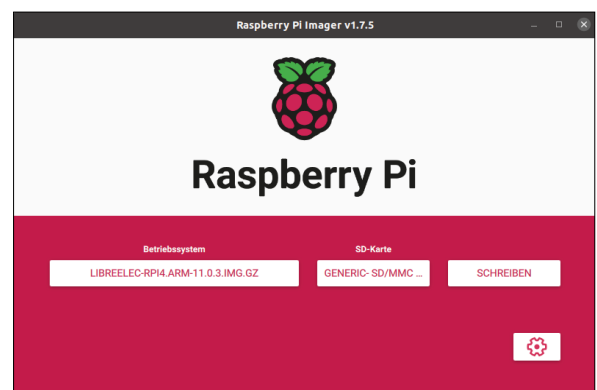 Raspberry Pi Imager v1.7.5
Raspberry Pi
Betriebssystem
SD-Karte
LIBREELEC-RPI4.ARM-11.0.3.IMG.GZ
GENERIC- SD/MMC ...
SCHREIBEN